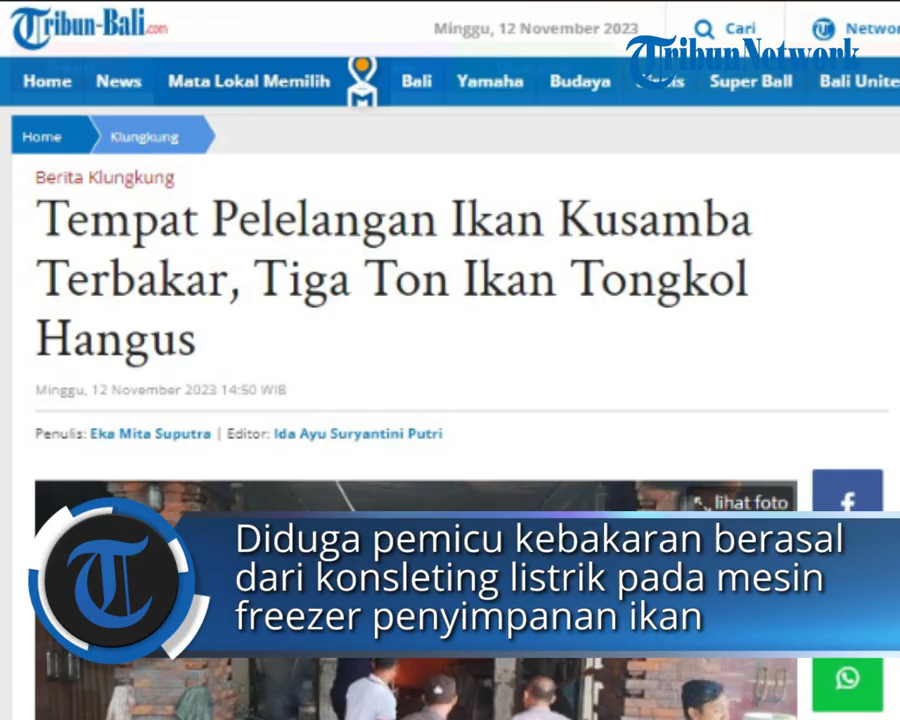 Tribun-Bali.com
Minggu, 12 November 2023
Cari
Networ
TribunNetwork
Home News Mata Lokal Memilih Bali Yamaha Budaya Super Ball Bali Unite
Home Klungkung
Berita Klungkung
Tempat Pelelangan Ikan Kusamba
Terbakar, Tiga Ton Ikan Tongkol
Hangus
Minggu, 12 November 2023 14:50 WIB
Penulis: Eka Mita Suputra | Editor: Ida Ayu Suryantini Putri
lihat foto
Diduga pemicu kebakaran berasal
dari konsleting listrik pada mesin
freezer penyimpanan ikan